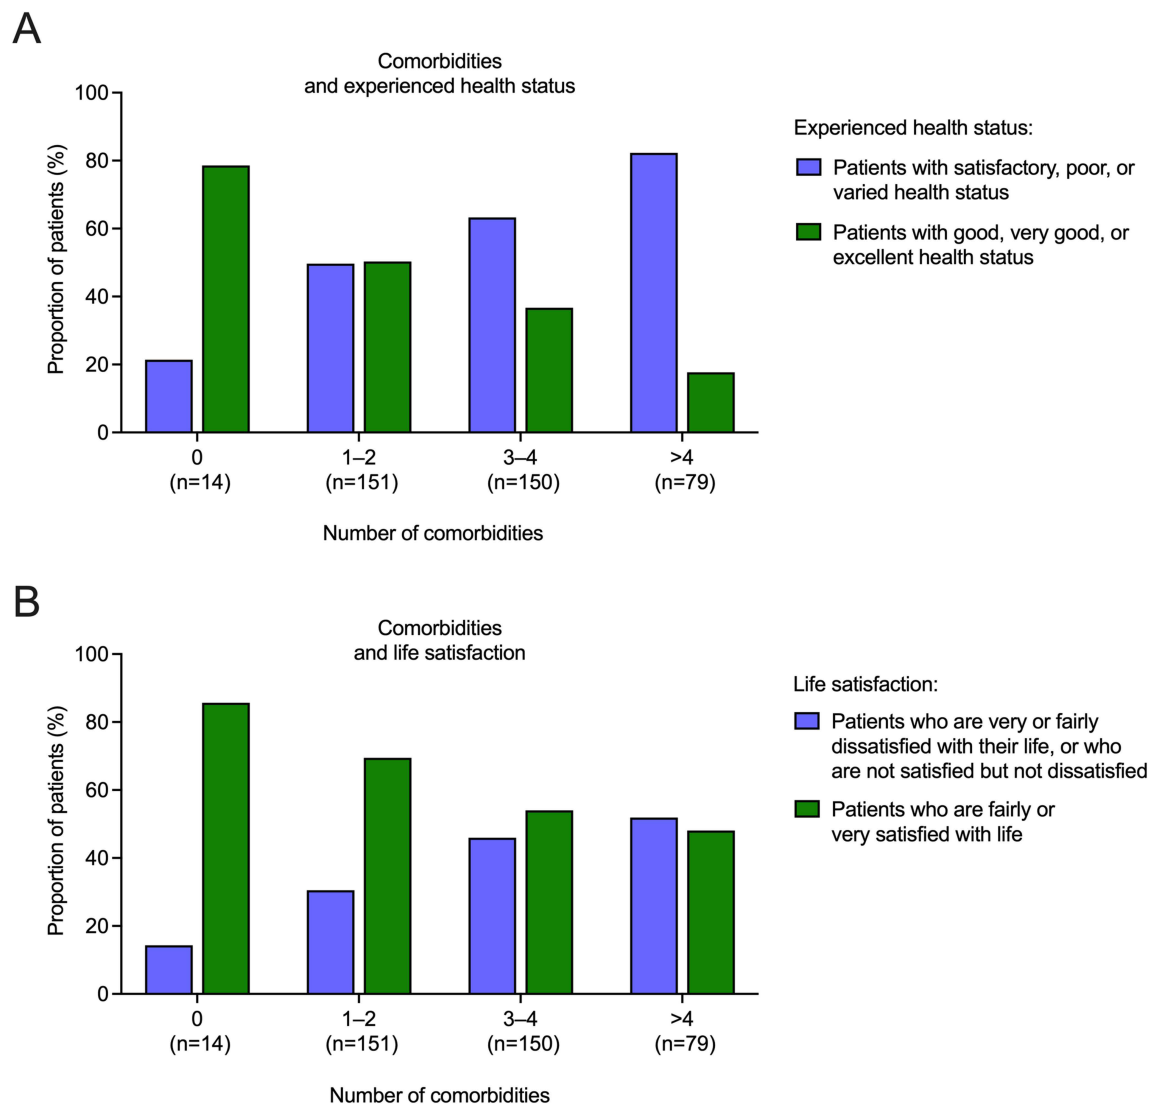 A
Comorbidities
and experienced health status
100
80
60
40
20
0
Proportion of patients (%)
0
1–2
3–4
>4
(n=14)
(n=151)
(n=150)
(n=79)
Number of comorbidities
Experienced health status:
Patients with satisfactory, poor, or
varied health status
Patients with good, very good, or
excellent health status
B
Comorbidities
and life satisfaction
100
80
60
40
20
0
Proportion of patients (%)
0
1–2
3–4
>4
(n=14)
(n=151)
(n=150)
(n=79)
Number of comorbidities
Life satisfaction:
Patients who are very or fairly
dissatisfied with their life, or who
are not satisfied but not dissatisfied
Patients who are fairly or
very satisfied with life